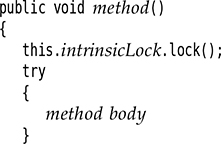 public void method()
{
this.intrinsicLock.lock();
try
{
method body
}